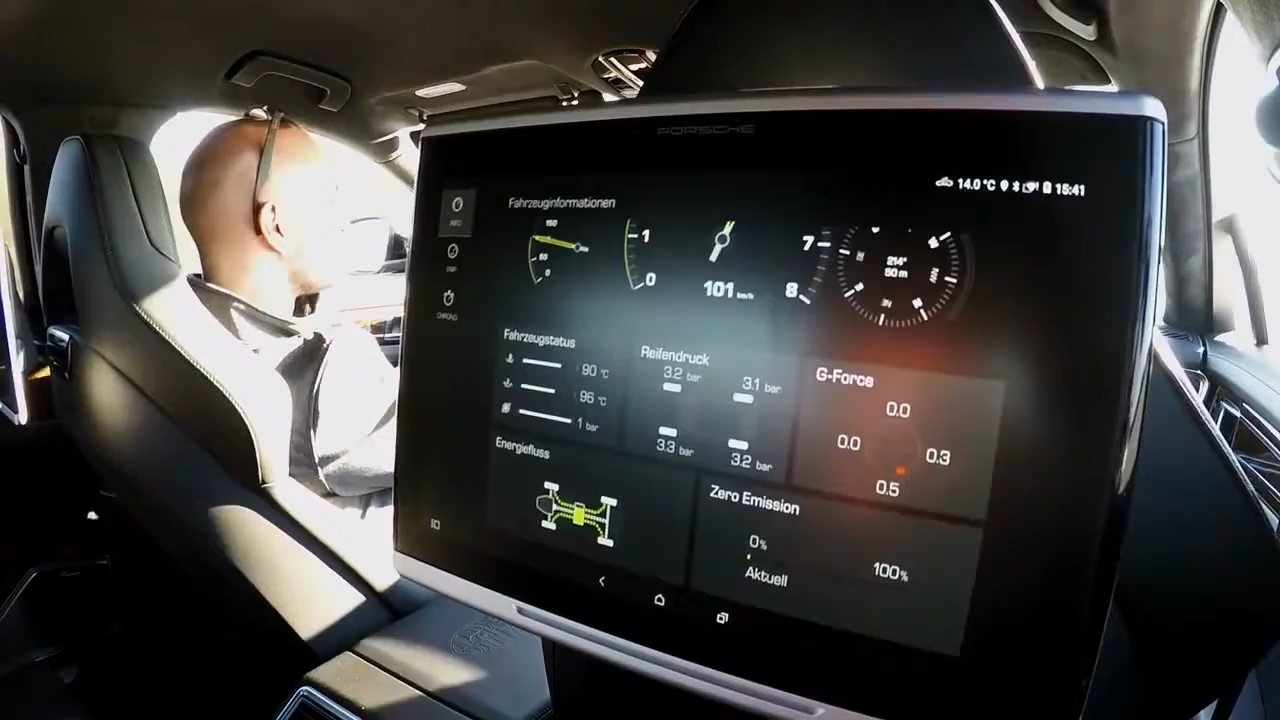 PORSCHE
14.0 °C 15:41
INFO
Fahrzeuginformationen
150
50
0
1
0
101 km/h
7
8
214°
50 m
NW
CHRONO
Fahrzeugstatus
90 °C
96 °C
1 bar
Reifendruck
3.2 bar
3.1 bar
3.3 bar
3.2 bar
G-Force
0.0
0.0
0.3
0.5
Energiefluss
Zero Emission
0%
Aktuell
100%